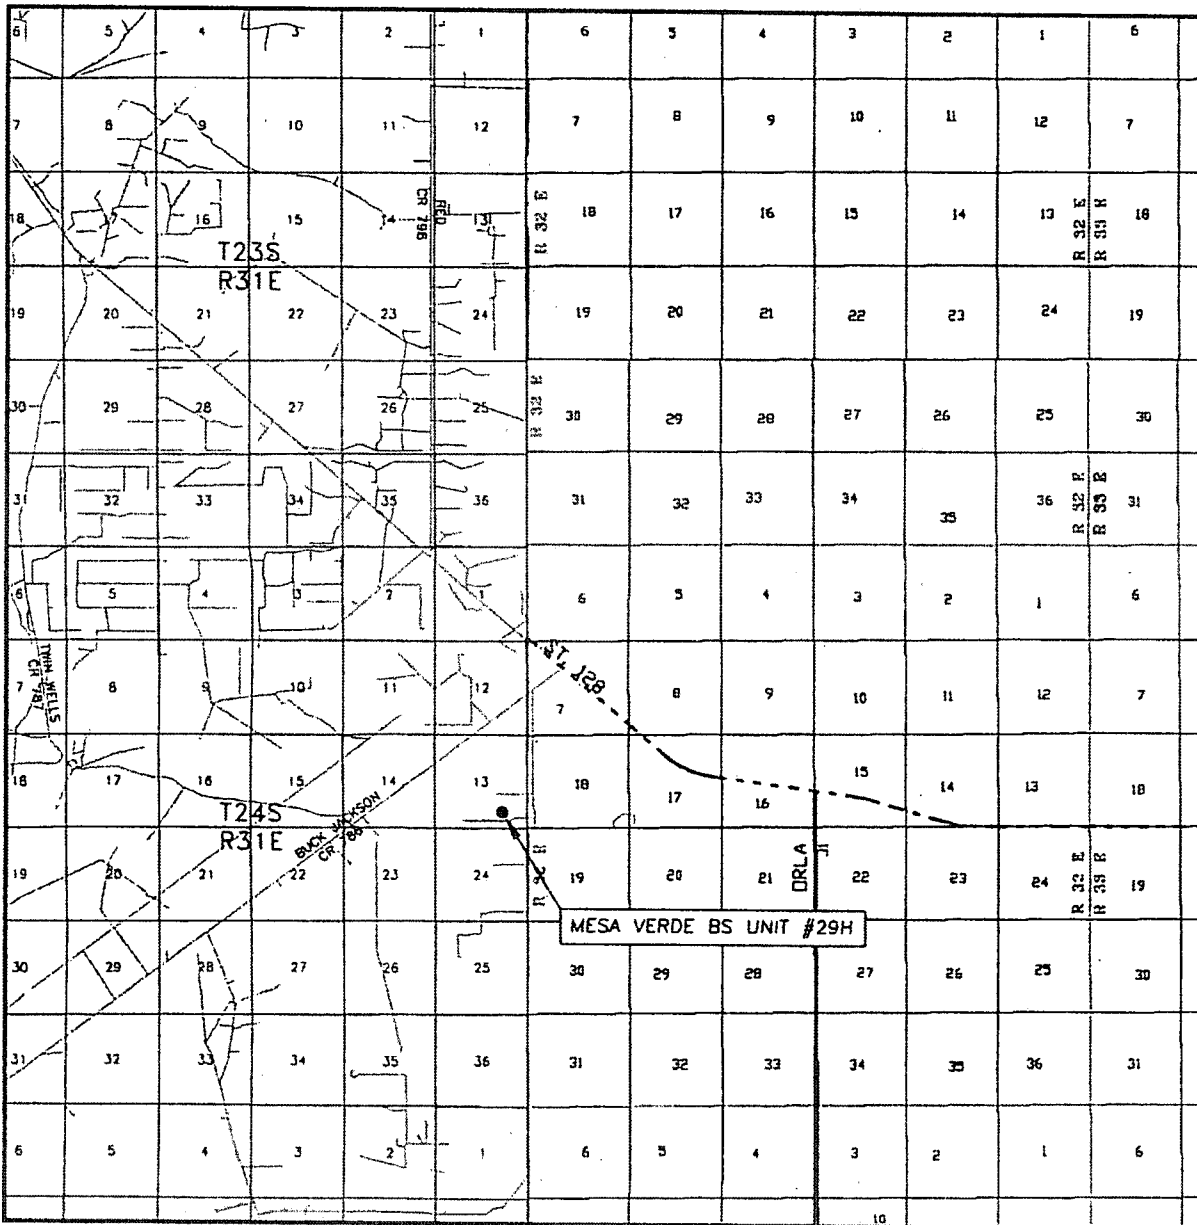 6 5 4 3 2 1 6 5 4 3 2 1 6
7 8 9 10 11 12 7 8 9 10 11 12 7
18 17 16 15 14 13 18 17 16 15 14 13 18
RED
CR 798
R 32 E
R 32 E
R 33 E
T23S
R31E
19 20 21 22 23 24 19 20 21 22 23 24 19
30 29 28 27 26 25 30 29 28 27 26 25 30
R 32 E
31 32 33 34 35 36 31 32 33 34 35 36 31
R 32 E
R 33 E
6 5 4 3 2 1 6 5 4 3 2 1 6
ST 128
7 8 9 10 11 12 7 8 9 10 11 12 7
TWIN WELLS
CR 787
18 17 16 15 14 13 18 17 16 15 14 13 18
T24S
R31E
BUCK JACKSON
CR 786
19 20 21 22 23 24 19 20 21 22 23 24 19
R 32 E
ORLA
R 32 E
R 33 E
MESA VERDE BS UNIT #29H
30 29 28 27 26 25 30 29 28 27 26 25 30
31 32 33 34 35 36 31 32 33 34 35 36 31
6 5 4 3 2 1 6 5 4 3 2 1 6
10